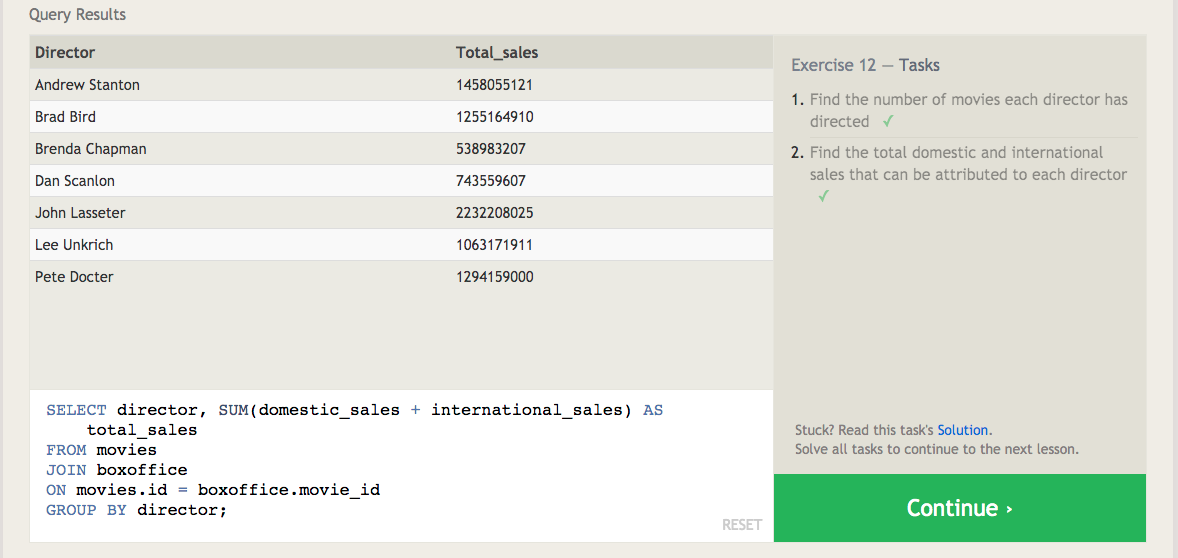 Query Results
Director Total_sales
Andrew Stanton 1458055121
Brad Bird 1255164910
Brenda Chapman 538983207
Dan Scanlon 743559607
John Lasseter 2232208025
Lee Unkrich 1063171911
Pete Docter 1294159000
SELECT director, SUM(domestic_sales + international_sales) AS
total_sales
FROM movies
JOIN boxoffice
ON movies.id = boxoffice.movie_id
GROUP BY director;
RESET
Exercise 12 — Tasks
1. Find the number of movies each director has
directed ✓
2. Find the total domestic and international
sales that can be attributed to each director
✓
Stuck? Read this task's Solution.
Solve all tasks to continue to the next lesson.
Continue ›